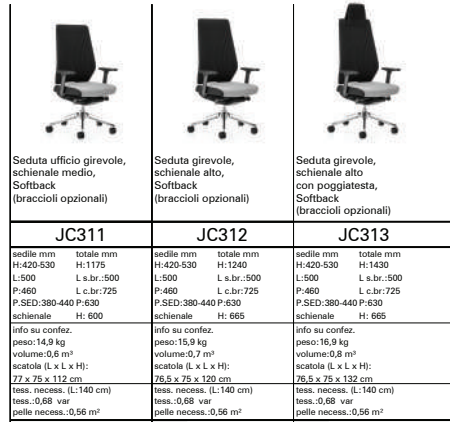 Seduta ufficio girevole,
schienale medio,
Softback
(braccioli opzionali)
Seduta girevole,
schienale alto,
Softback
(braccioli opzionali)
Seduta girevole,
schienale alto
con poggiatesta,
Softback
(braccioli opzionali)
JC311
JC312
JC313
sedile mm totale mm
H:420-530 H:1175
L:500 L s.br.:500
P:460 L c.br:725
P.SED:380-440 P:630
schienale H: 600
sedile mm totale mm
H:420-530 H:1240
L:500 L s.br.:500
P:460 L c.br:725
P.SED:380-440 P:630
schienale H: 665
sedile mm totale mm
H:420-530 H:1430
L:500 L s.br.:500
P:460 L c.br:725
P.SED:380-440 P:630
schienale H: 665
info su confez.
peso:14,9 kg
volume:0,6 m³
scatola (L x L x H):
77 x 75 x 112 cm
info su confez.
peso:15,9 kg
volume:0,7 m³
scatola (L x L x H):
76,5 x 75 x 120 cm
info su confez.
peso:16,9 kg
volume:0,8 m³
scatola (L x L x H):
76,5 x 75 x 132 cm
tess. necess. (L:140 cm)
tess.:0,68 var
pelle necess.:0,56 m²
tess. necess. (L:140 cm)
tess.:0,68 var
pelle necess.:0,56 m²
tess. necess. (L:140 cm)
tess.:0,68 var
pelle necess.:0,56 m²